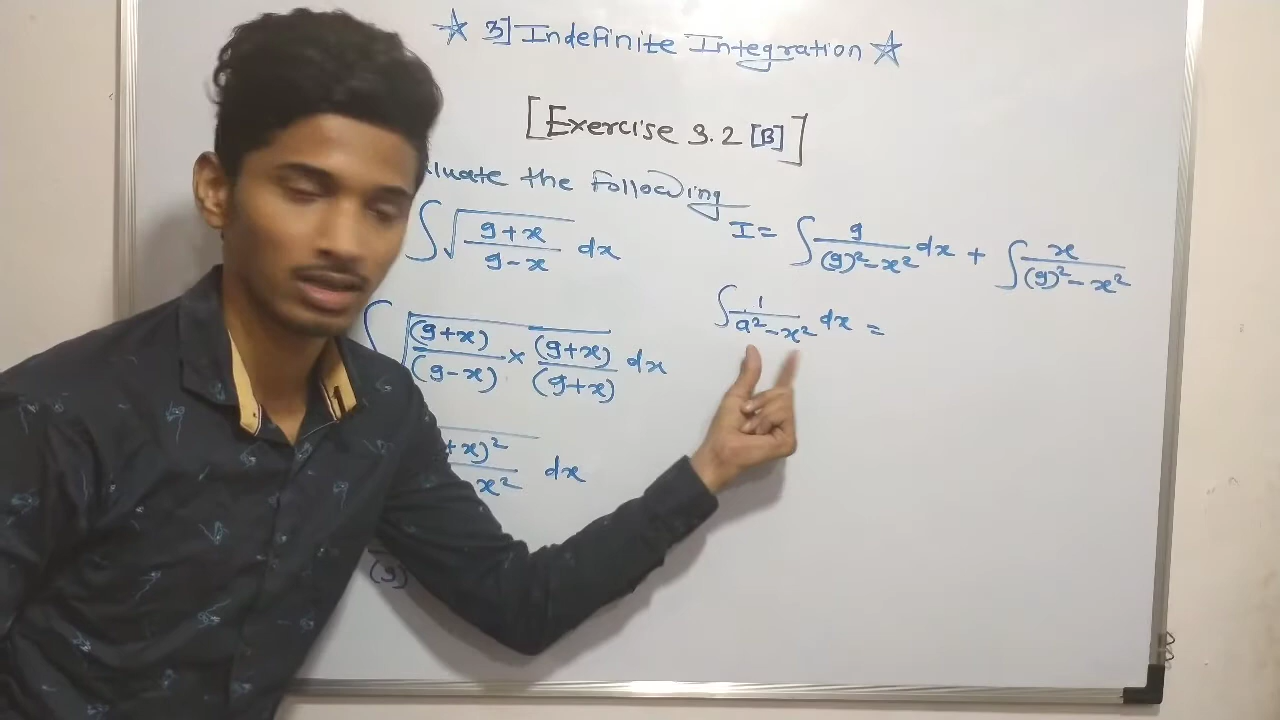 ☆ 3] Indefinite Integration ☆
[Exercise 3.2 [B]]
luate the following
∫ √((9+x)/(9-x)) dx
∫ √((9+x)/(9-x) × (9+x)/(9+x)) dx
+x)²/x² dx
(9)
I = ∫ 9/((9)²-x²) dx + ∫ x/((9)²-x²)
∫ 1/(a²-x²) dx =